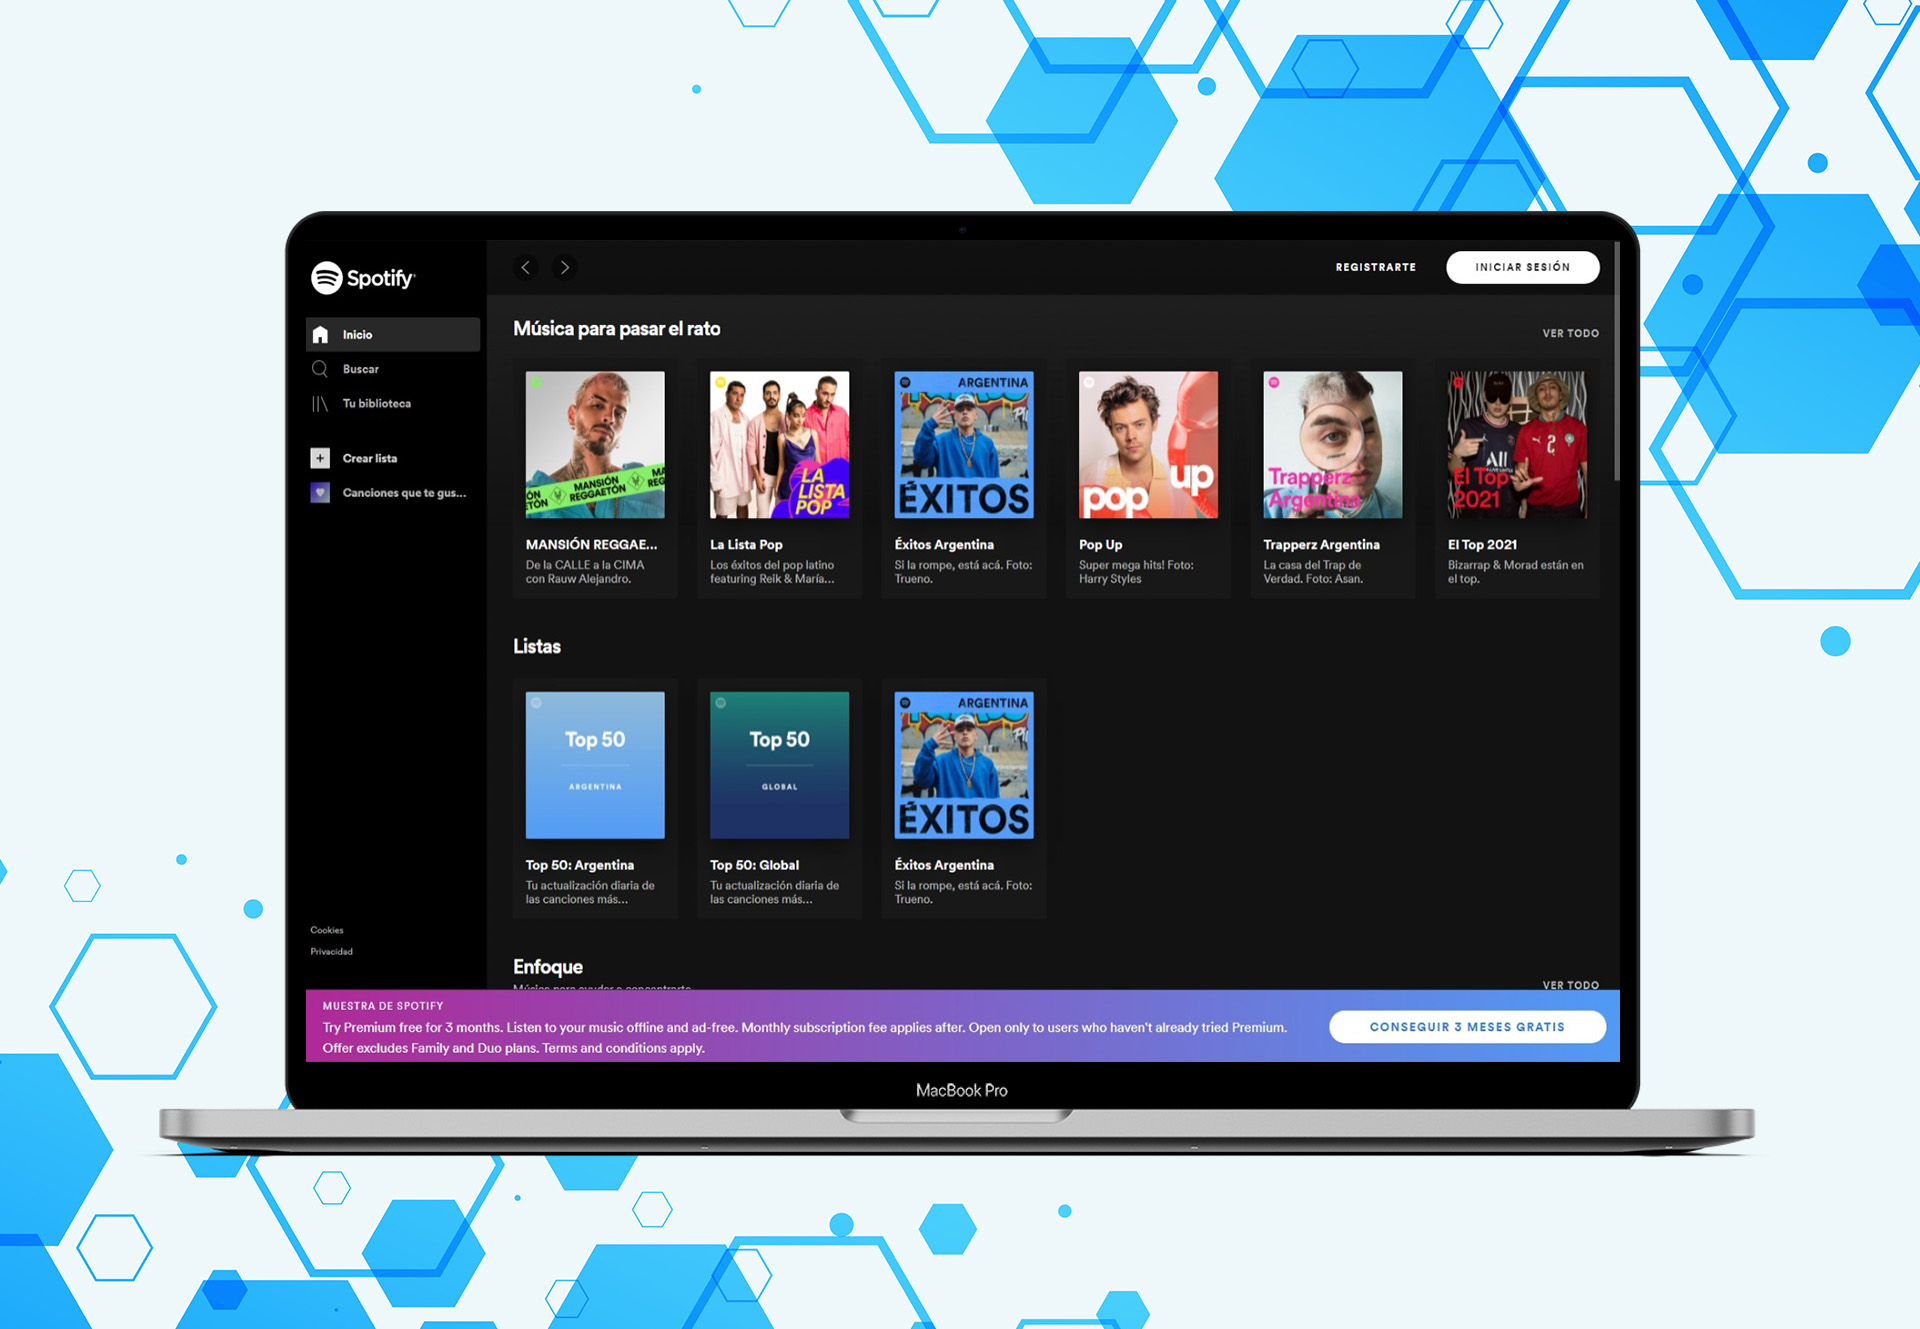 Spotify
Inicio
Buscar
Tu biblioteca
Crear lista
Canciones que te gus...
Cookies
Privacidad
REGISTRARTE
INICIAR SESIÓN
Música para pasar el rato
VER TODO
MANSIÓN REGGAETÓN
LA LISTA POP
ARGENTINA
ÉXITOS
pop up
Trapperz Argentina
El Top 2021
MANSIÓN REGGAE...
De la CALLE a la CIMA
con Rauw Alejandro.
La Lista Pop
Los éxitos del pop latino
featuring Reik & María...
Éxitos Argentina
Si la rompe, está acá. Foto:
Trueno.
Pop Up
Super mega hits! Foto:
Harry Styles
Trapperz Argentina
La casa del Trap de
Verdad. Foto: Asan.
El Top 2021
Bizarrap & Morad están en
el top.
Listas
Top 50
ARGENTINA
Top 50
GLOBAL
ARGENTINA
ÉXITOS
Top 50: Argentina
Tu actualización diaria de
las canciones más...
Top 50: Global
Tu actualización diaria de
las canciones más...
Éxitos Argentina
Si la rompe, está acá. Foto:
Trueno.
Enfoque
Música para ayudar a concentrarte
VER TODO
MUESTRA DE SPOTIFY
Try Premium free for 3 months. Listen to your music offline and ad-free. Monthly subscription fee applies after. Open only to users who haven't already tried Premium.
Offer excludes Family and Duo plans. Terms and conditions apply.
CONSEGUIR 3 MESES GRATIS
MacBook Pro